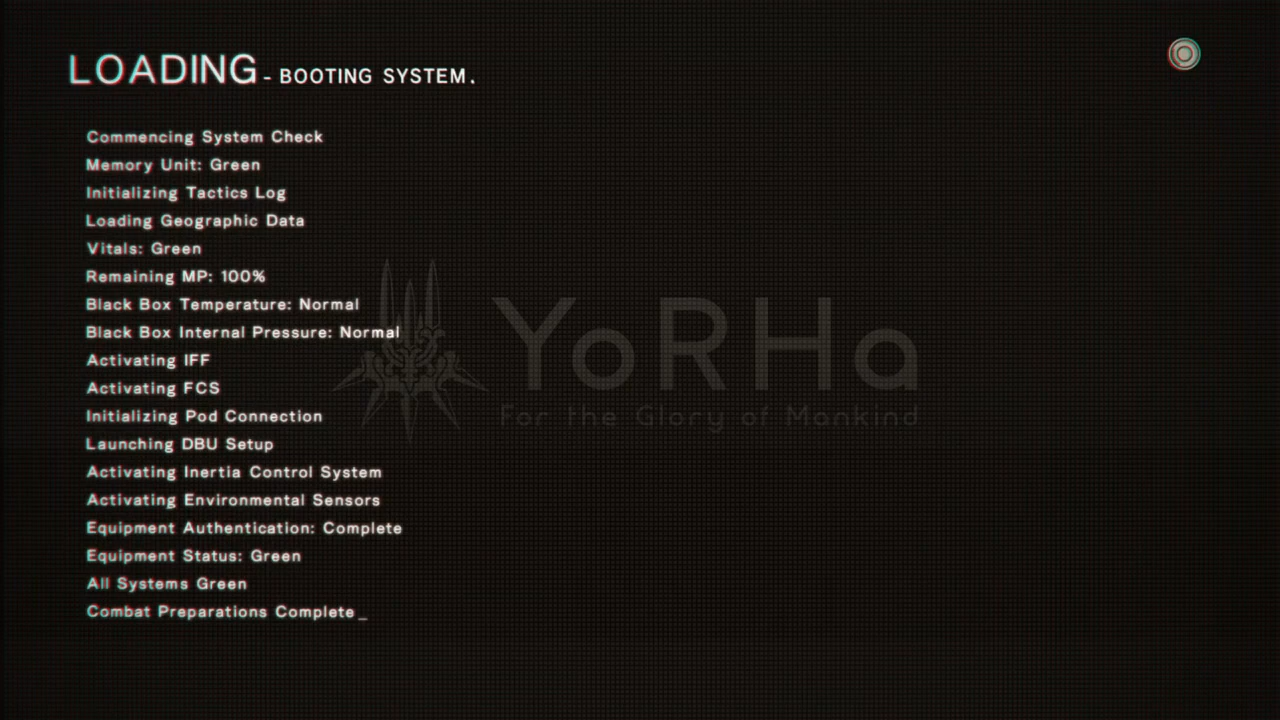 LOADING - BOOTING SYSTEM.
Commencing System Check
Memory Unit: Green
Initializing Tactics Log
Loading Geographic Data
Vitals: Green
Remaining MP: 100%
Black Box Temperature: Normal
Black Box Internal Pressure: Normal
Activating IFF
Activating FCS
Initializing Pod Connection
Launching DBU Setup
Activating Inertia Control System
Activating Environmental Sensors
Equipment Authentication: Complete
Equipment Status: Green
All Systems Green
Combat Preparations Complete_
YoRHa
For the Glory of Mankind